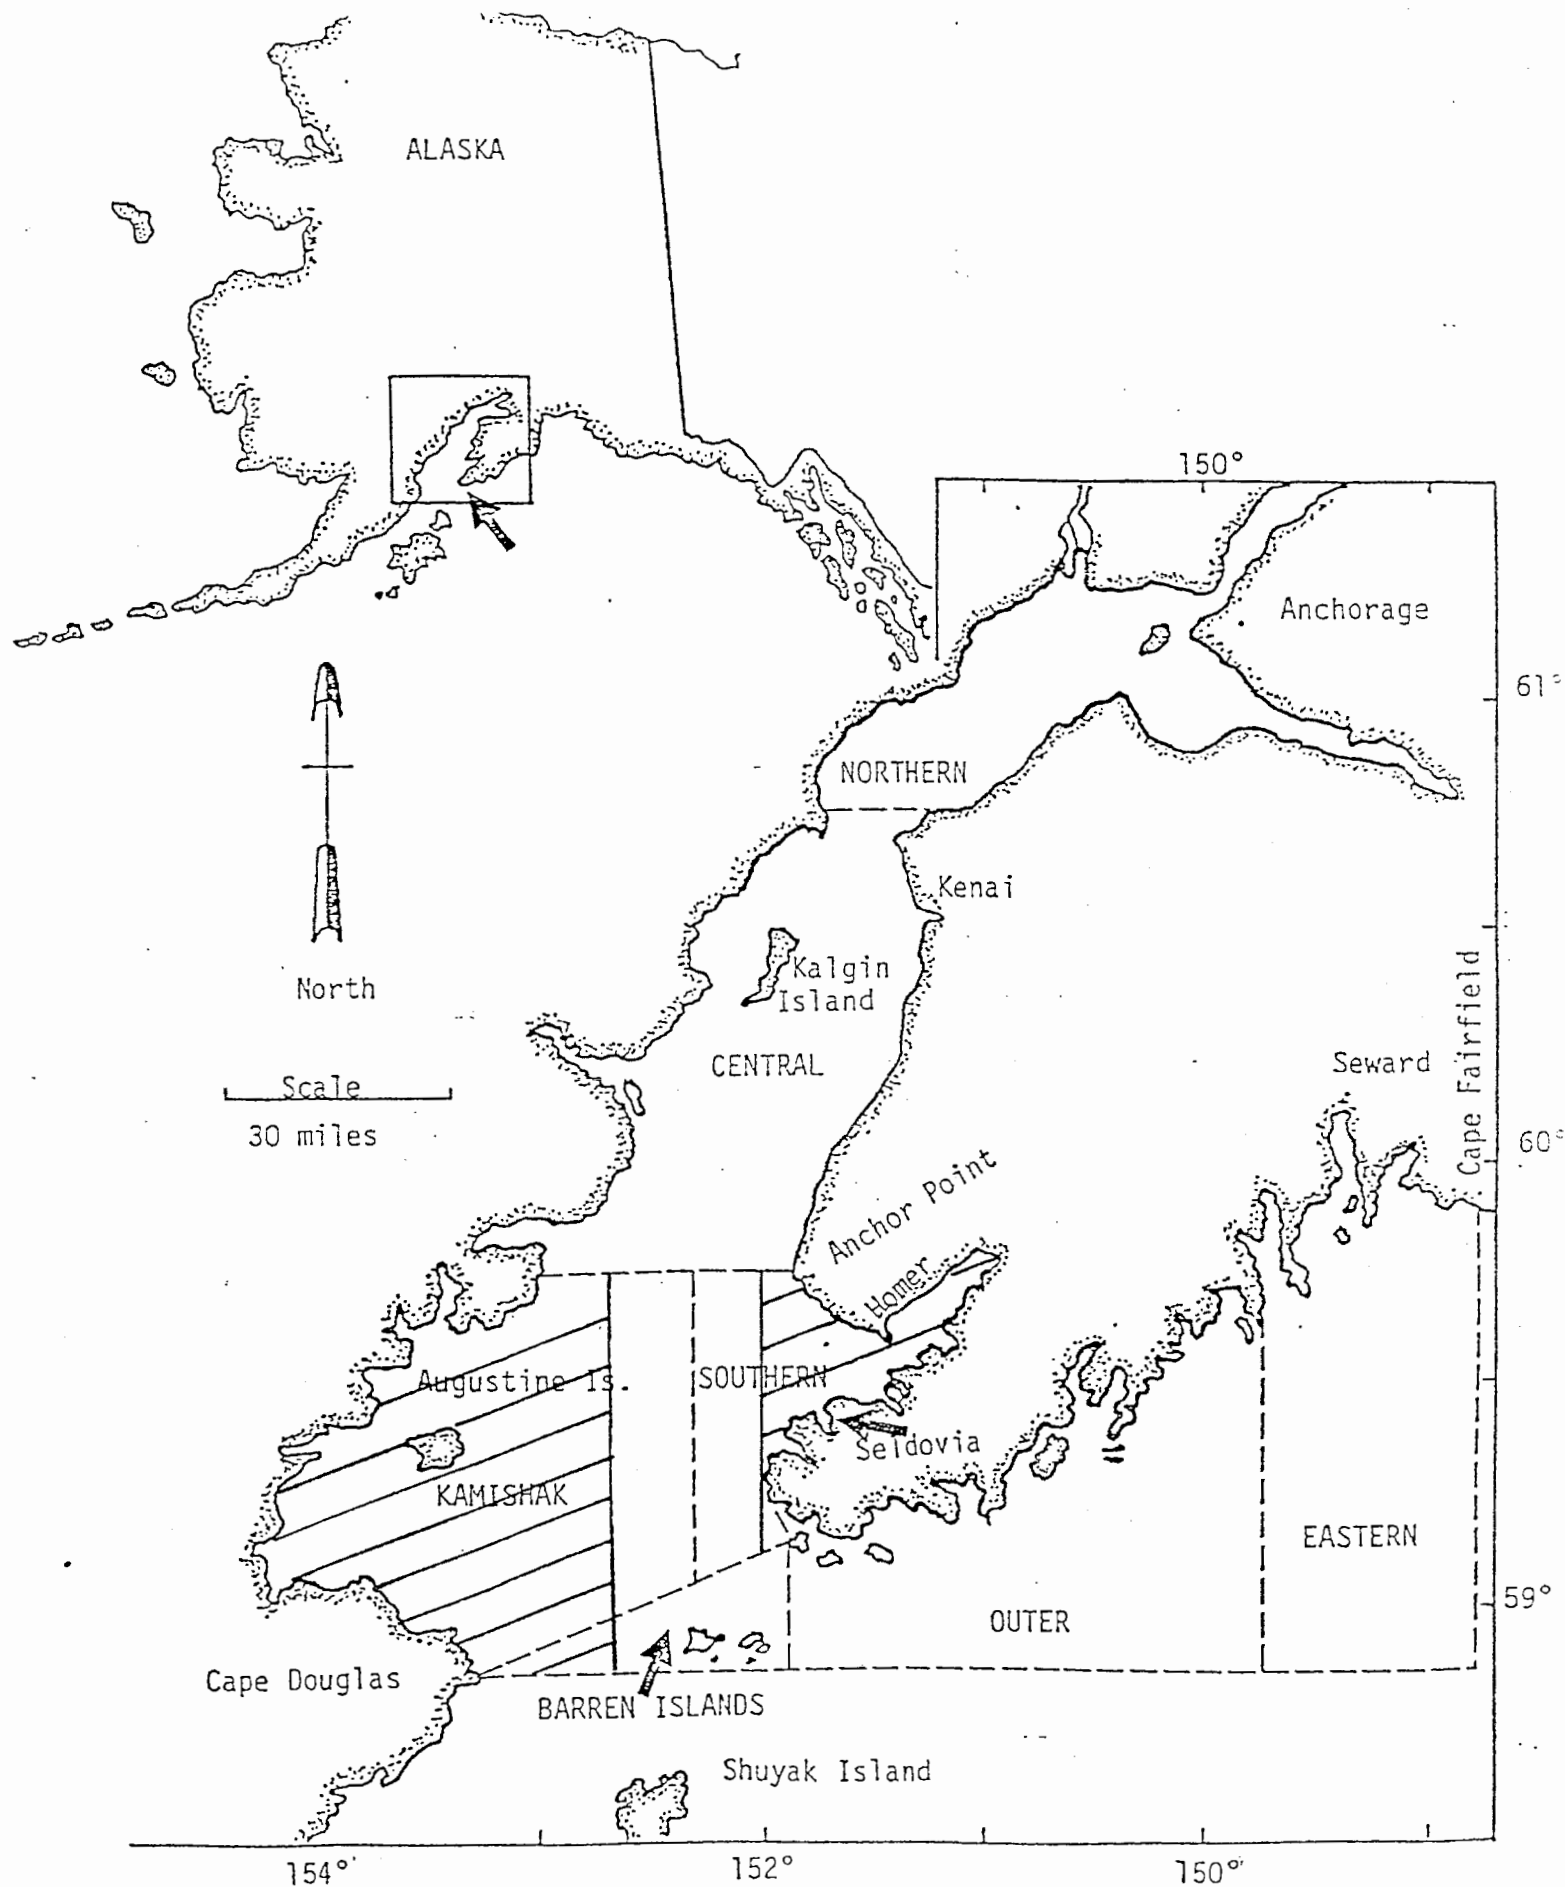 ALASKA
150°
Anchorage
61°
NORTHERN
Kenai
Kalgin
Island
North
CENTRAL
Cape Fairfield
Seward
Scale
30 miles
60°
Anchor Point
Homer
Augustine Is.
SOUTHERN
Seldovia
KAMISHAK
EASTERN
59°
OUTER
Cape Douglas
BARREN ISLANDS
Shuyak Island
154°
152°
150°